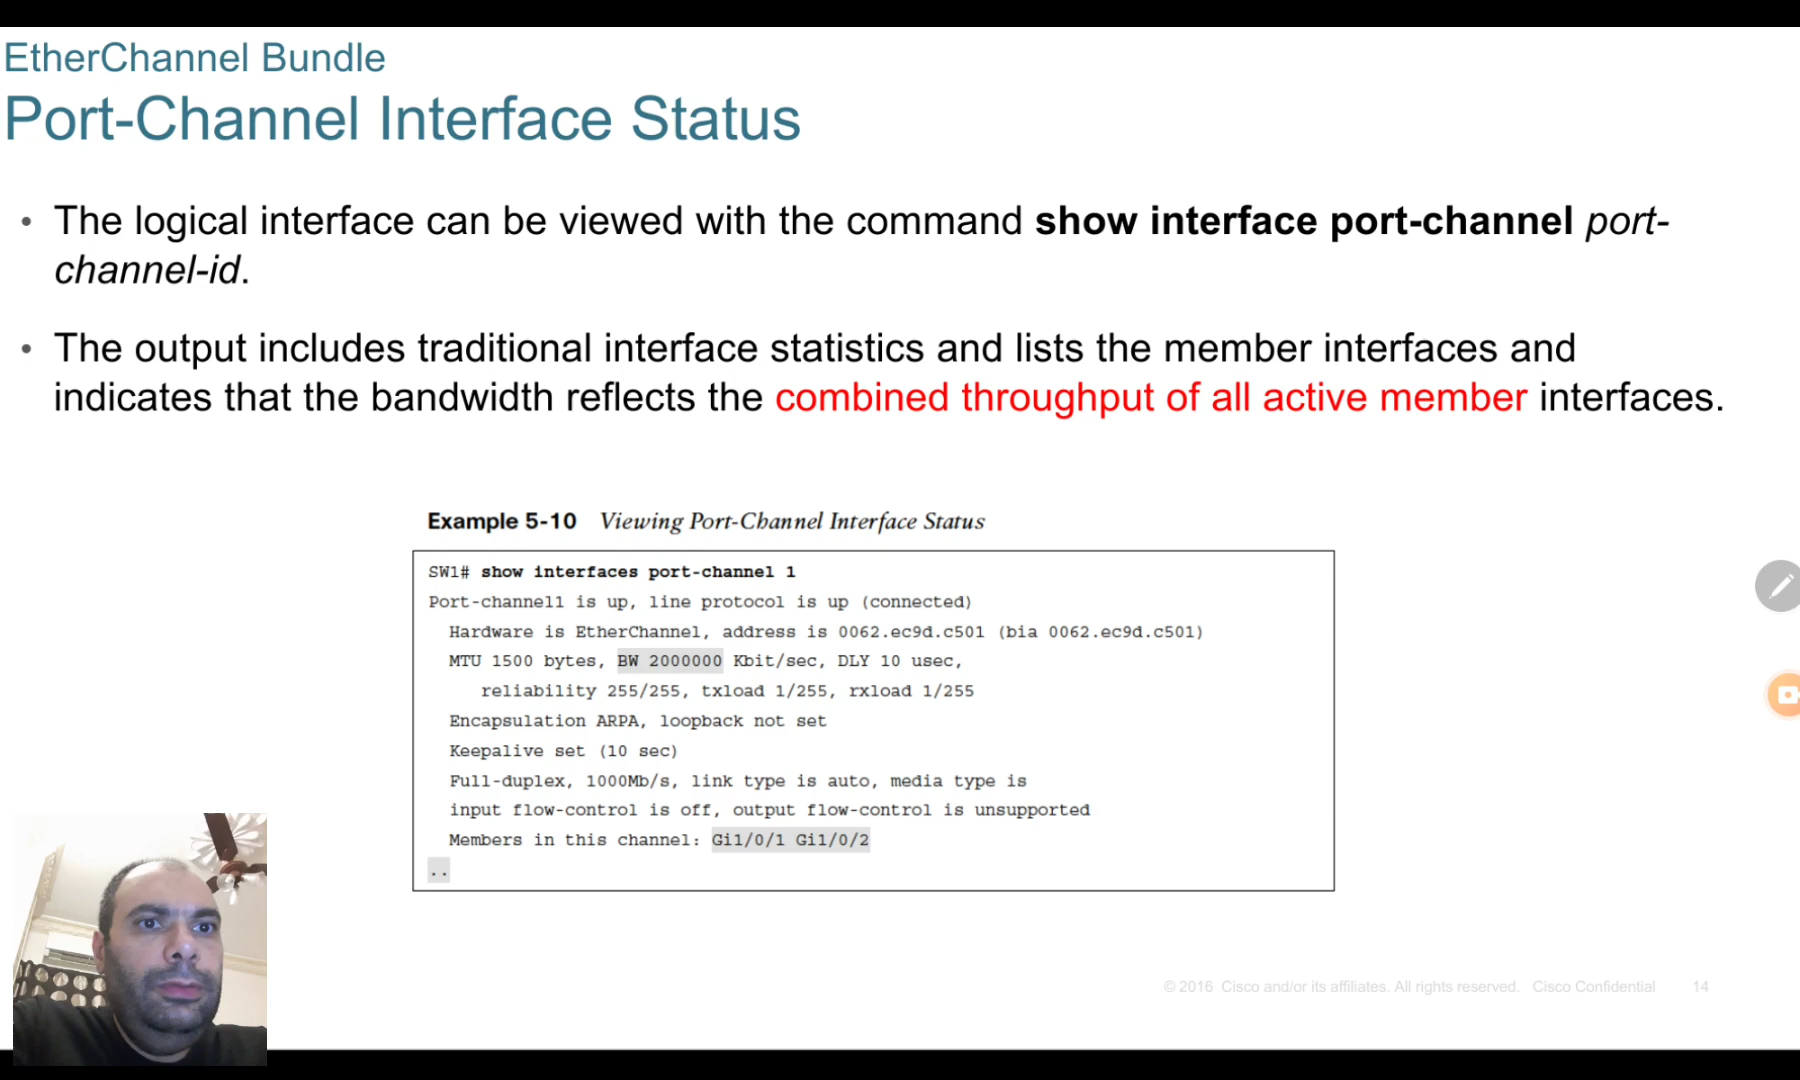 EtherChannel Bundle
Port-Channel Interface Status
• The logical interface can be viewed with the command show interface port-channel port-
channel-id.
• The output includes traditional interface statistics and lists the member interfaces and
indicates that the bandwidth reflects the combined throughput of all active member interfaces.
Example 5-10 Viewing Port-Channel Interface Status
SW1# show interfaces port-channel 1
Port-channel1 is up, line protocol is up (connected)
Hardware is EtherChannel, address is 0062.ec9d.c501 (bia 0062.ec9d.c501)
MTU 1500 bytes, BW 2000000 Kbit/sec, DLY 10 usec,
reliability 255/255, txload 1/255, rxload 1/255
Encapsulation ARPA, loopback not set
Keepalive set (10 sec)
Full-duplex, 1000Mb/s, link type is auto, media type is
input flow-control is off, output flow-control is unsupported
Members in this channel: Gi1/0/1 Gi1/0/2
..
© 2016 Cisco and/or its affiliates. All rights reserved. Cisco Confidential 14